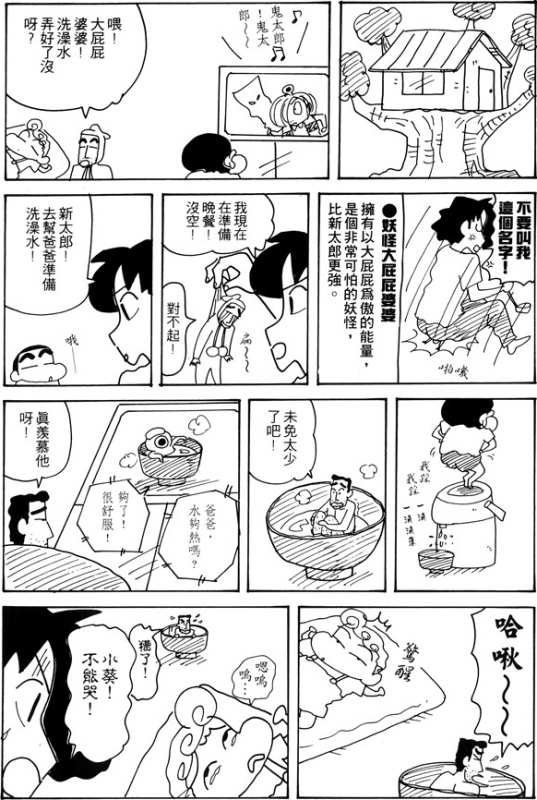 鬼太郎
！鬼太
郎～～
喂！
大屁屁
婆婆！
洗澡水
弄好了沒
呀？
不要叫我
這個名字！
●妖怪大屁屁婆婆
擁有以大屁屁爲傲的能量，
是個非常可怕的妖怪，
比新太郎更強。
我現在
在準備
晚餐！
沒空！
對不起！
扁～
新太郎！
去幫爸爸準備
洗澡水！
哦
未免太少
了吧！
爸爸，
水夠熱嗎？
夠了！
很舒服！
眞羨慕他
呀！
哈啾～～
驚醒
嗯嗚
嗚…
糟了！
小葵！
不能哭！